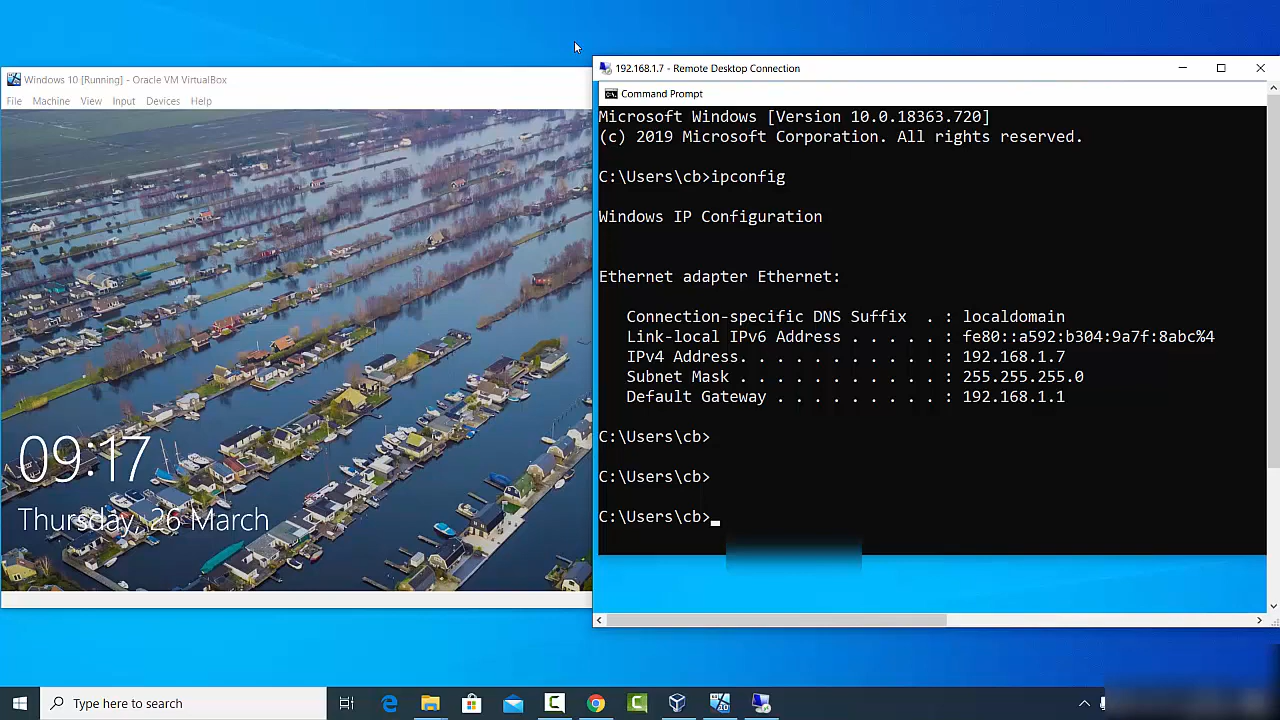 Windows 10 [Running] - Oracle VM VirtualBox
File Machine View Input Devices Help
09:17
Thursday, 26 March
192.168.1.7 - Remote Desktop Connection
Command Prompt
Microsoft Windows [Version 10.0.18363.720]
(c) 2019 Microsoft Corporation. All rights reserved.
C:\Users\cb>ipconfig
Windows IP Configuration
Ethernet adapter Ethernet:
Connection-specific DNS Suffix . : localdomain
Link-local IPv6 Address . . . . . : fe80::a592:b304:9a7f:8abc%4
IPv4 Address. . . . . . . . . . . : 192.168.1.7
Subnet Mask . . . . . . . . . . . : 255.255.255.0
Default Gateway . . . . . . . . . : 192.168.1.1
C:\Users\cb>
C:\Users\cb>
C:\Users\cb>
Type here to search